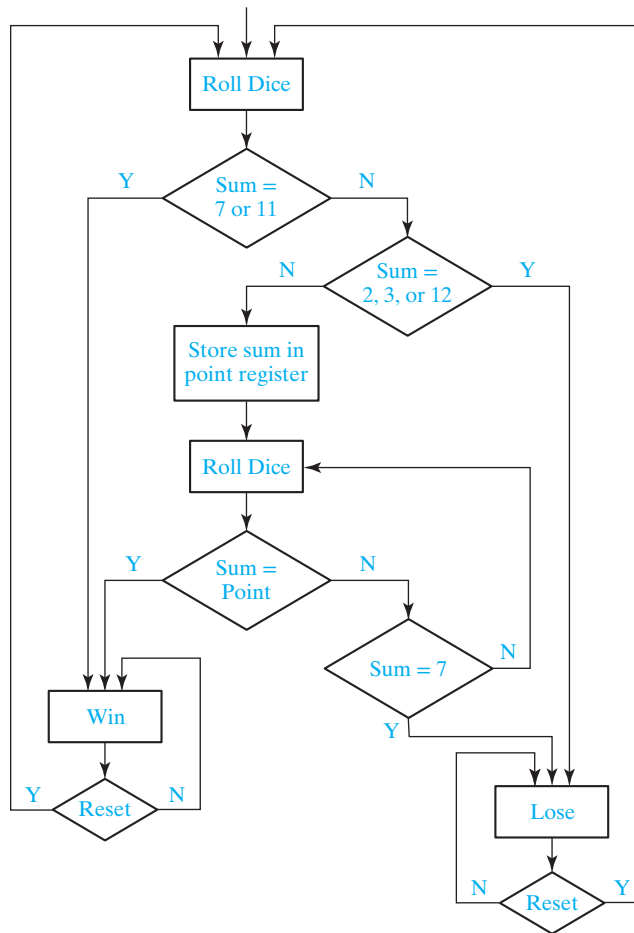 Roll Dice
Y
Sum =
7 or 11
N
N
Sum =
2, 3, or 12
Y
Store sum in
point register
Roll Dice
Y
Sum =
Point
N
Sum = 7
N
Y
Win
Y
Reset
N
Lose
N
Reset
Y